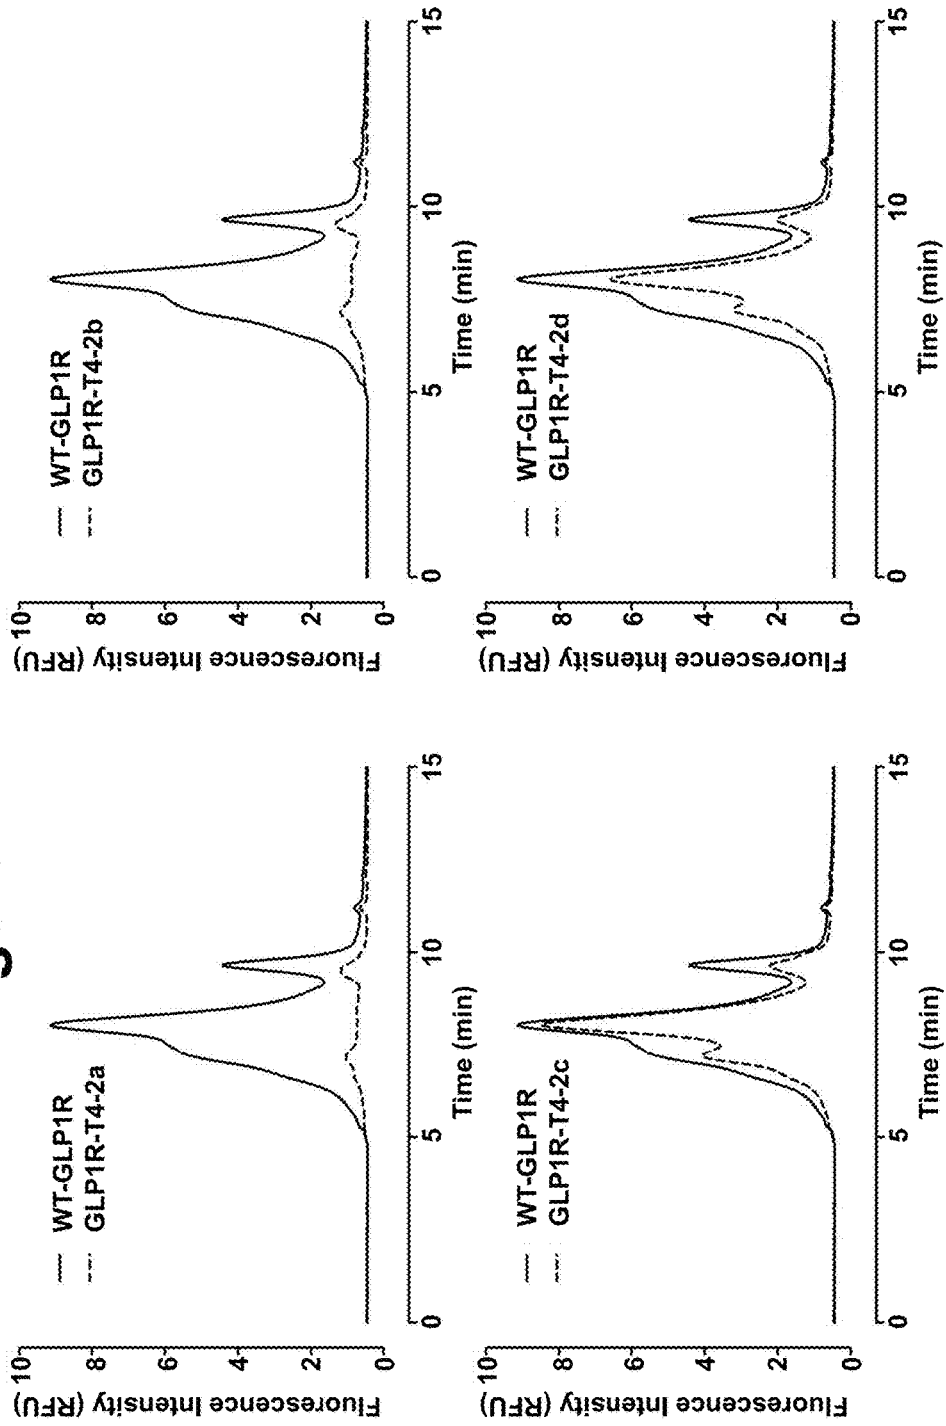 WT-GLP1R
GLP1R-T4-2a
Fluorescence Intensity (RFU)
10
8
6
4
2
0
0 5 10 15
Time (min)
WT-GLP1R
GLP1R-T4-2b
Fluorescence Intensity (RFU)
10
8
6
4
2
0
0 5 10 15
Time (min)
WT-GLP1R
GLP1R-T4-2c
Fluorescence Intensity (RFU)
10
8
6
4
2
0
0 5 10 15
Time (min)
WT-GLP1R
GLP1R-T4-2d
Fluorescence Intensity (RFU)
10
8
6
4
2
0
0 5 10 15
Time (min)